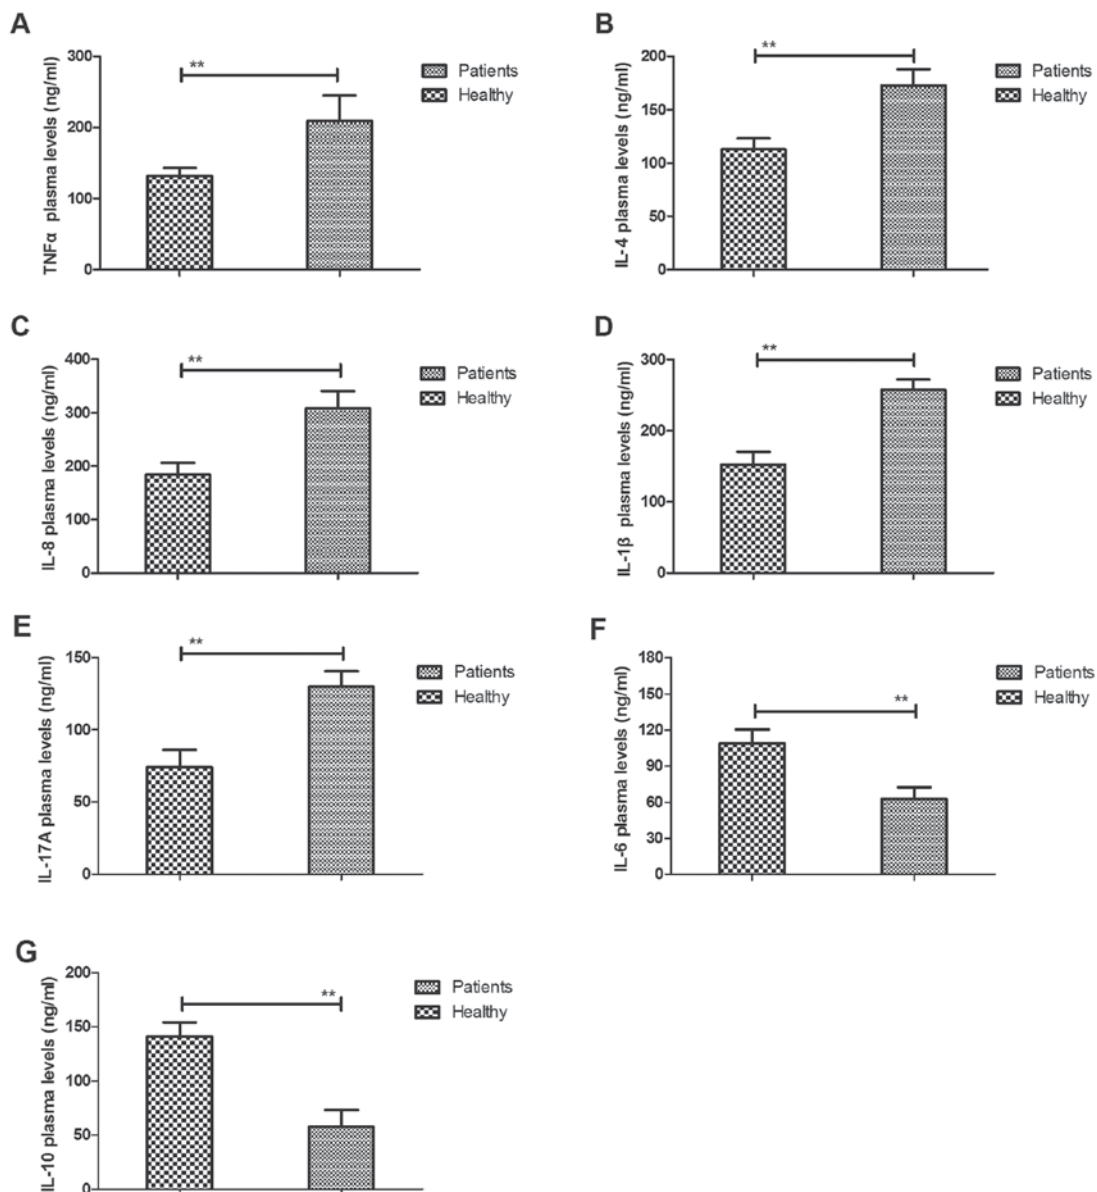 A
TNFα plasma levels (ng/ml)
300
200
100
0
**
Patients
Healthy
B
IL-4 plasma levels (ng/ml)
200
150
100
50
0
**
Patients
Healthy
C
IL-8 plasma levels (ng/ml)
400
300
200
100
0
**
Patients
Healthy
D
IL-1β plasma levels (ng/ml)
300
200
100
0
**
Patients
Healthy
E
IL-17A plasma levels (ng/ml)
150
100
50
0
**
Patients
Healthy
F
IL-6 plasma levels (ng/ml)
180
150
120
90
60
30
0
**
Patients
Healthy
G
IL-10 plasma levels (ng/ml)
200
150
100
50
0
**
Patients
Healthy